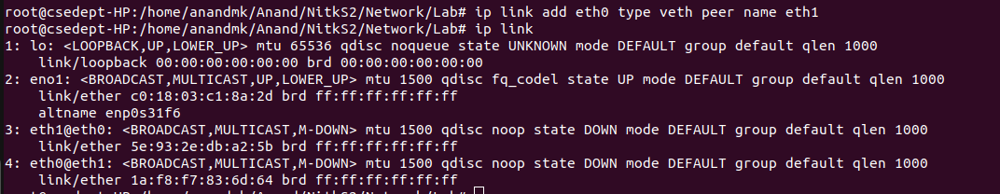 root@csedept-HP:/home/anandmk/Anand/NitkS2/Network/Lab# ip link add eth0 type veth peer name eth1
root@csedept-HP:/home/anandmk/Anand/NitkS2/Network/Lab# ip link
1: lo: <LOOPBACK,UP,LOWER_UP> mtu 65536 qdisc noqueue state UNKNOWN mode DEFAULT group default qlen 1000
    link/loopback 00:00:00:00:00:00 brd 00:00:00:00:00:00
2: eno1: <BROADCAST,MULTICAST,UP,LOWER_UP> mtu 1500 qdisc fq_codel state UP mode DEFAULT group default qlen 1000
    link/ether c0:18:03:c1:8a:2d brd ff:ff:ff:ff:ff:ff
    altname enp0s31f6
3: eth1@eth0: <BROADCAST,MULTICAST,M-DOWN> mtu 1500 qdisc noop state DOWN mode DEFAULT group default qlen 1000
    link/ether 5e:93:2e:db:a2:5b brd ff:ff:ff:ff:ff:ff
4: eth0@eth1: <BROADCAST,MULTICAST,M-DOWN> mtu 1500 qdisc noop state DOWN mode DEFAULT group default qlen 1000
    link/ether 1a:f8:f7:83:6d:64 brd ff:ff:ff:ff:ff:ff
root@csedept-HP:/home/anandmk/Anand/NitkS2/Network/Lab#